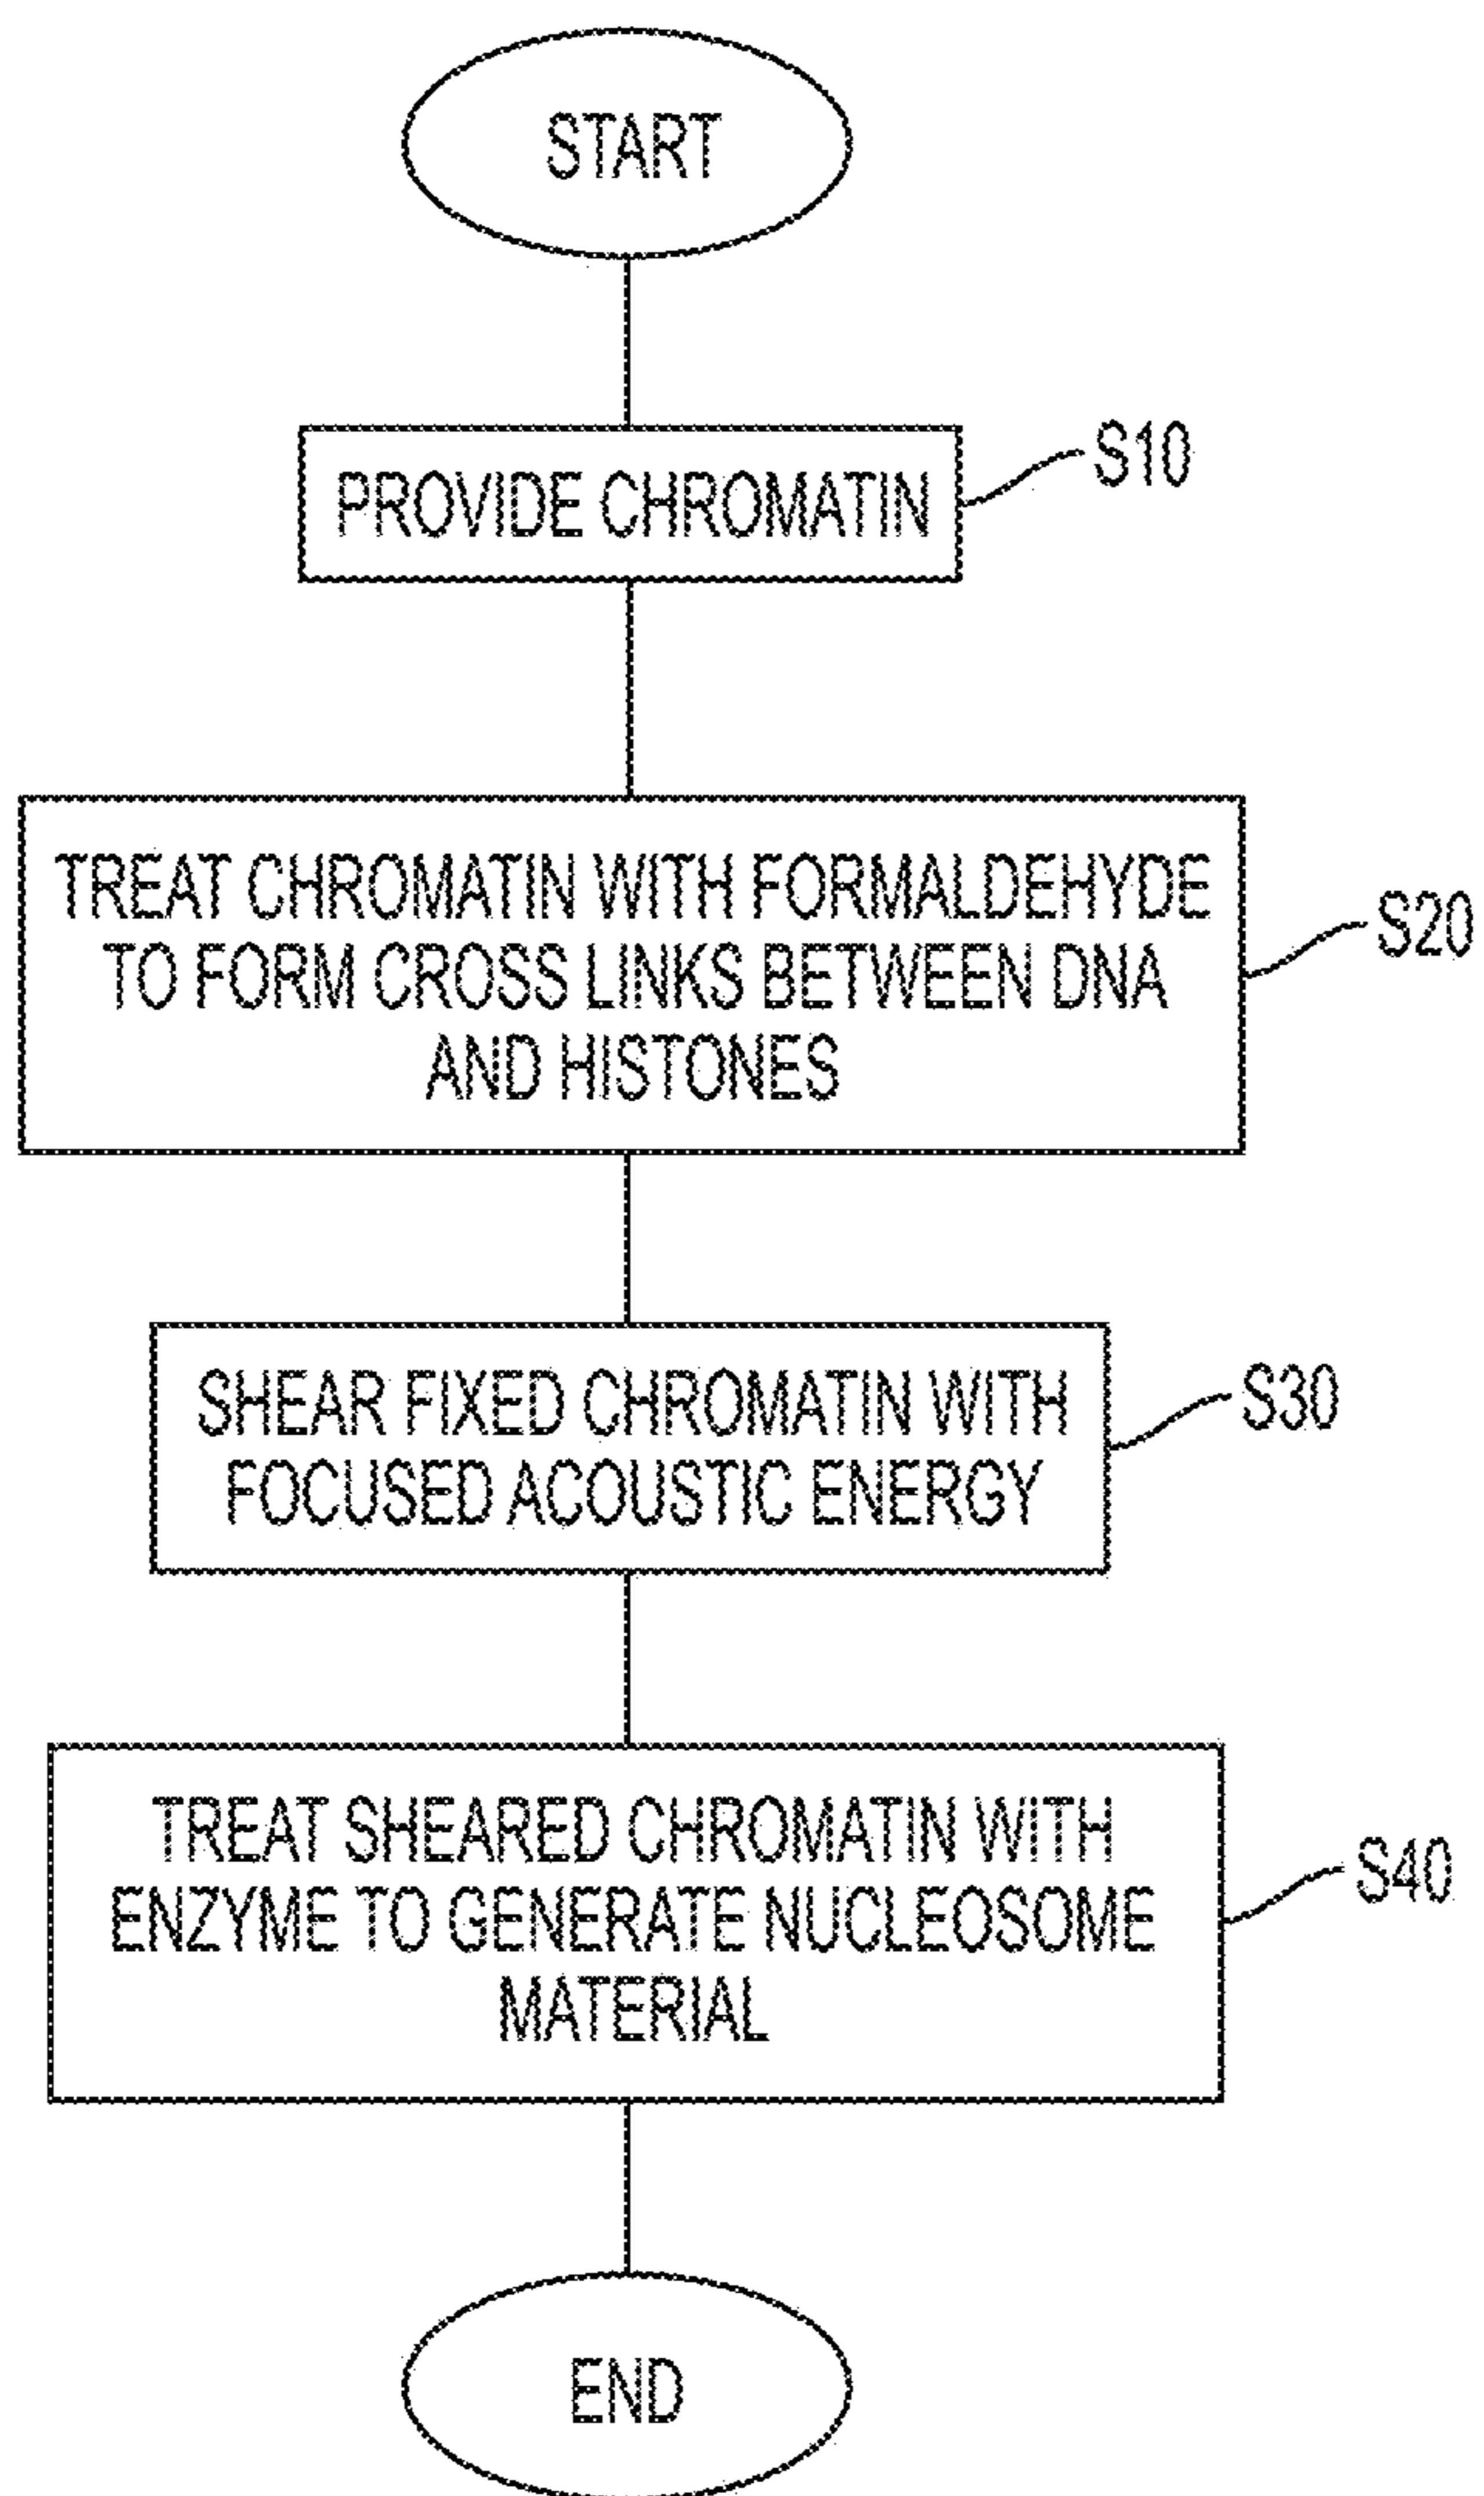 START
PROVIDE CHROMATIN
S10
TREAT CHROMATIN WITH FORMALDEHYDE
TO FORM CROSS LINKS BETWEEN DNA
AND HISTONES
S20
SHEAR FIXED CHROMATIN WITH
FOCUSED ACOUSTIC ENERGY
S30
TREAT SHEARED CHROMATIN WITH
ENZYME TO GENERATE NUCLEOSOME
MATERIAL
S40
END